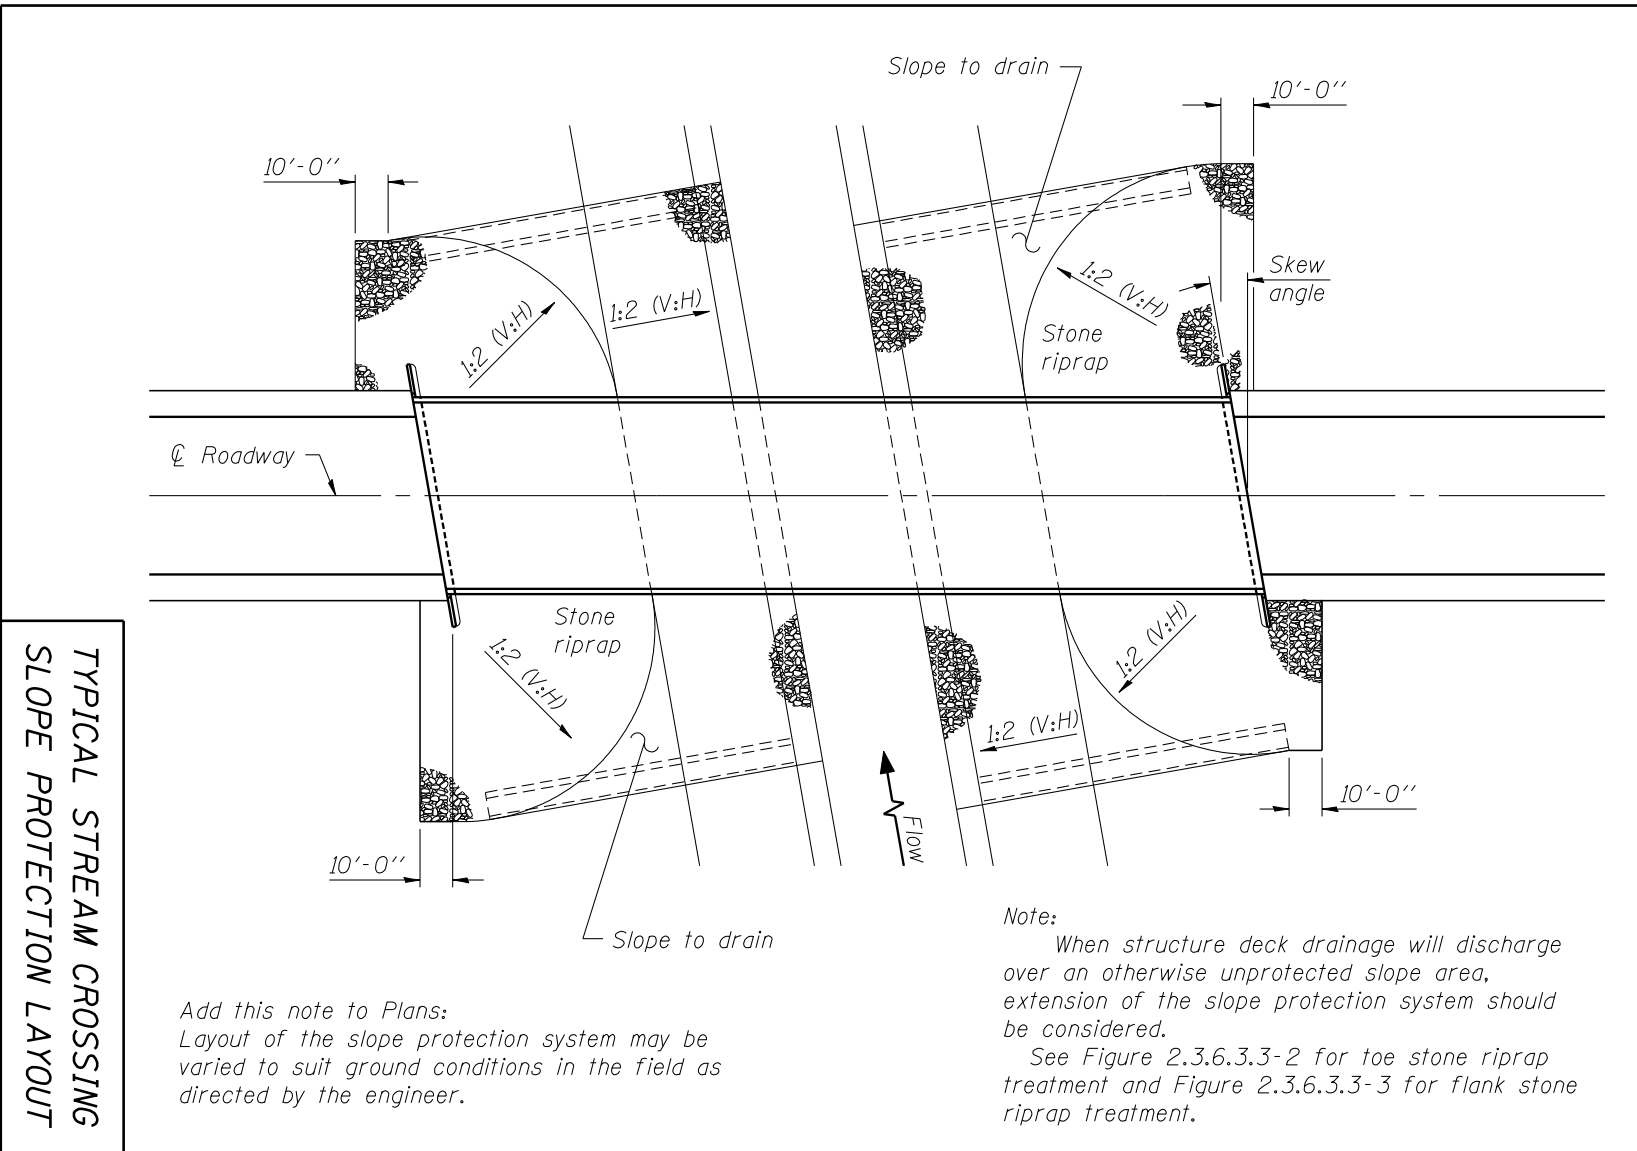 Slope to drain
10'-0''
10'-0''
Skew
angle
1:2 (V:H)
1:2 (V:H)
1:2 (V:H)
Stone
riprap
℄ Roadway
Stone
riprap
1:2 (V:H)
1:2 (V:H)
1:2 (V:H)
10'-0''
10'-0''
Flow
Slope to drain
Note:
When structure deck drainage will discharge
over an otherwise unprotected slope area,
extension of the slope protection system should
be considered.
See Figure 2.3.6.3.3-2 for toe stone riprap
treatment and Figure 2.3.6.3.3-3 for flank stone
riprap treatment.
Add this note to Plans:
Layout of the slope protection system may be
varied to suit ground conditions in the field as
directed by the engineer.
TYPICAL STREAM CROSSING
SLOPE PROTECTION LAYOUT